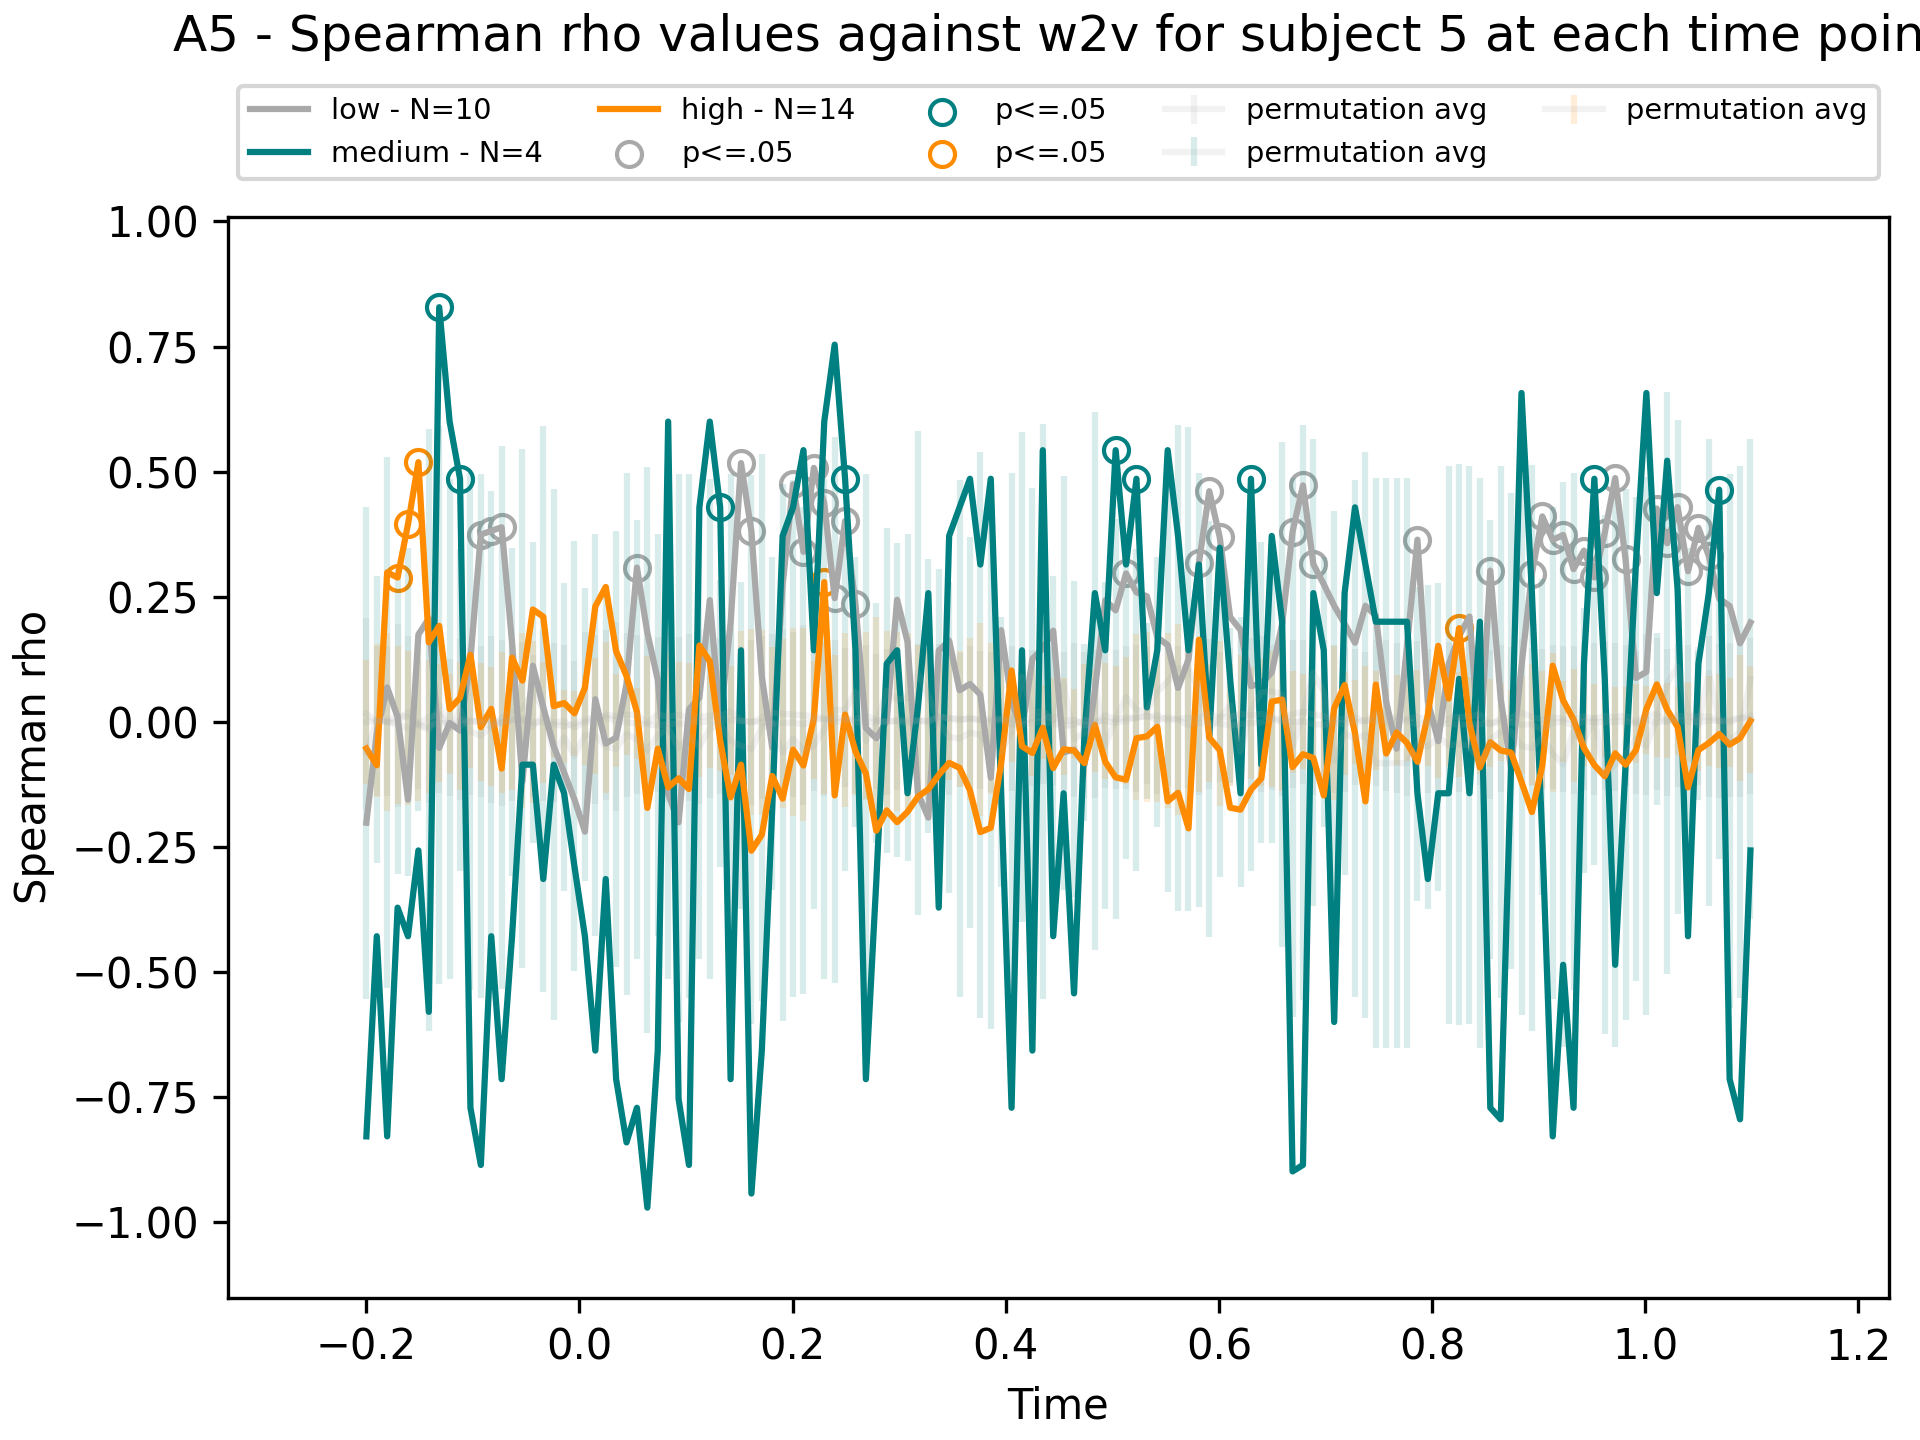 A5 - Spearman rho values against w2v for subject 5 at each time poin
low - N=10
medium - N=4
high - N=14
p<=.05
p<=.05
p<=.05
permutation avg
permutation avg
permutation avg
1.00
0.75
0.50
0.25
0.00
−0.25
−0.50
−0.75
−1.00
Spearman rho
−0.2 0.0 0.2 0.4 0.6 0.8 1.0 1.2
Time